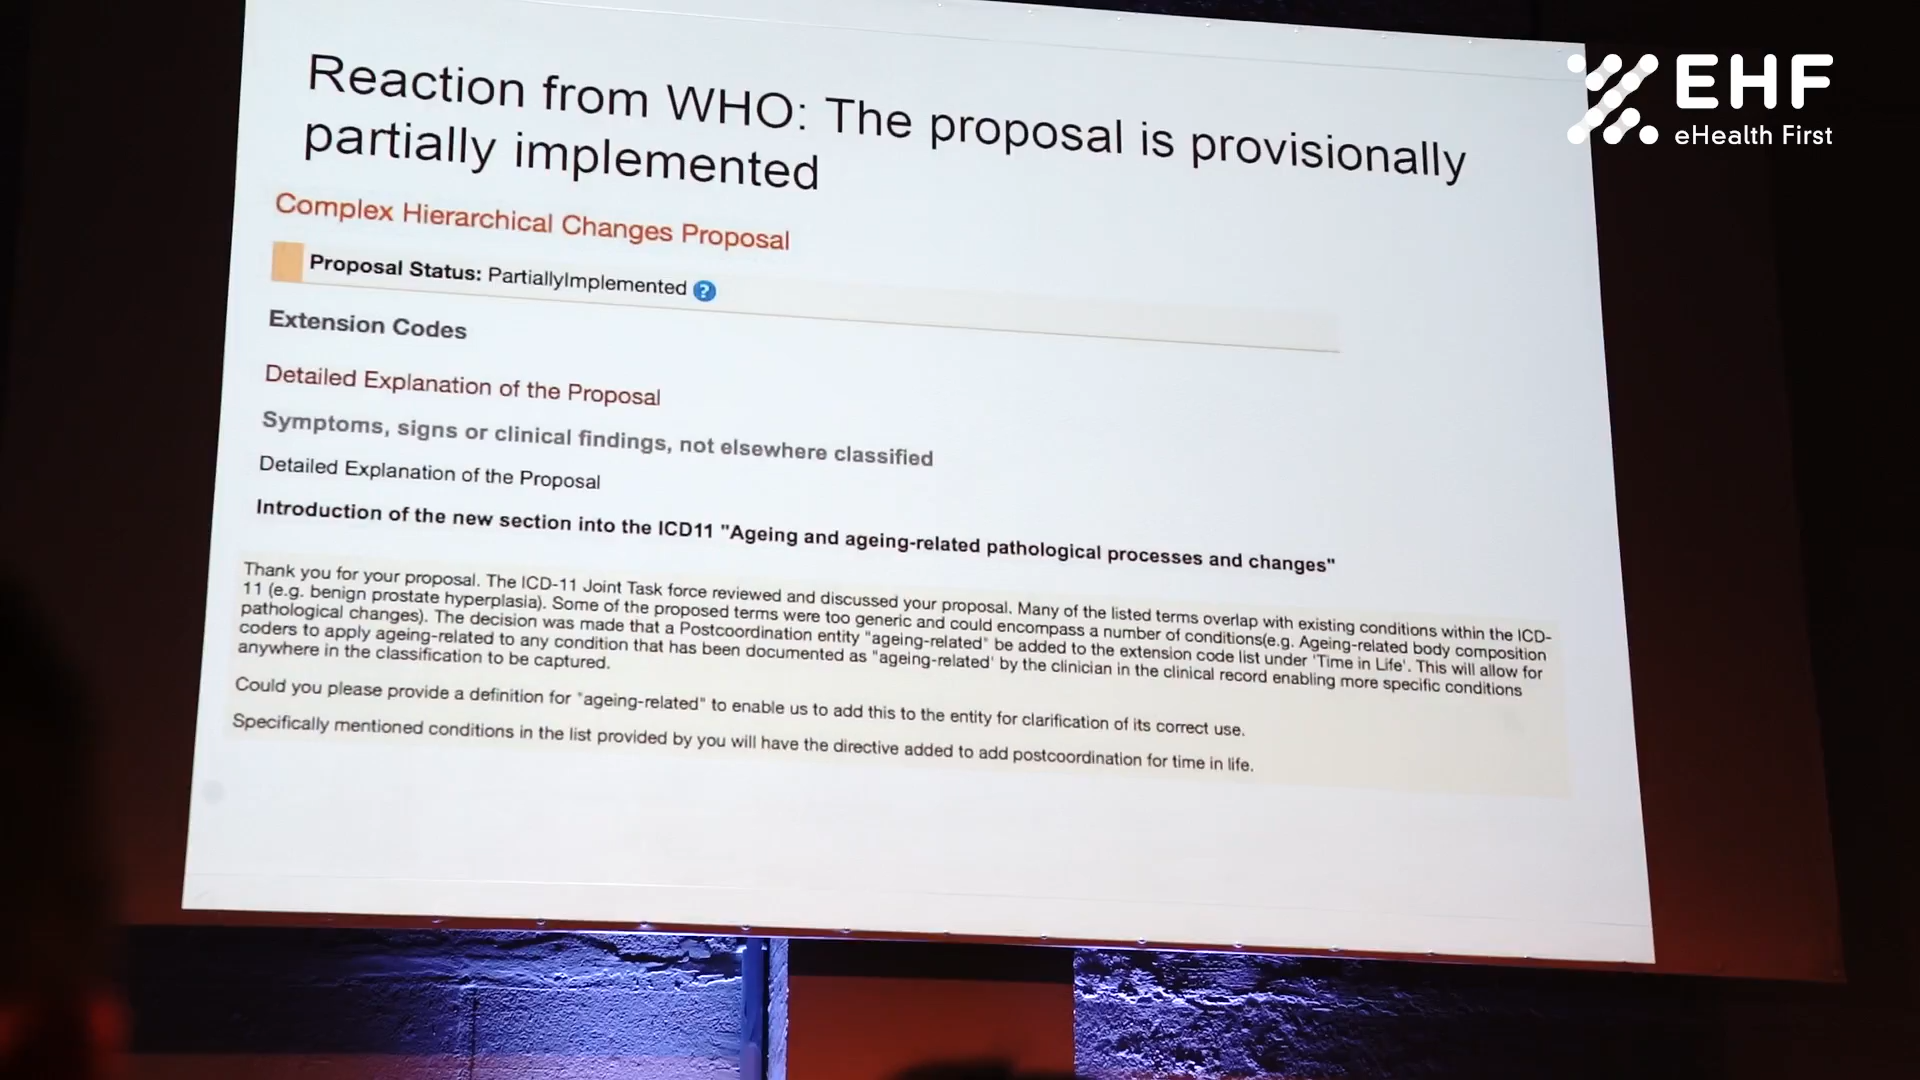 Reaction from WHO: The proposal is provisionally
partially implemented
Complex Hierarchical Changes Proposal
Proposal Status: PartiallyImplemented ?
Extension Codes
Detailed Explanation of the Proposal
Symptoms, signs or clinical findings, not elsewhere classified
Detailed Explanation of the Proposal
Introduction of the new section into the ICD11 "Ageing and ageing-related pathological processes and changes"
Thank you for your proposal. The ICD-11 Joint Task force reviewed and discussed your proposal. Many of the listed terms overlap with existing conditions within the ICD-
11 (e.g. benign prostate hyperplasia). Some of the proposed terms were too generic and could encompass a number of conditions(e.g. Ageing-related body composition
pathological changes). The decision was made that a Postcoordination entity "ageing-related" be added to the extension code list under 'Time in Life'. This will allow for
coders to apply ageing-related to any condition that has been documented as "ageing-related' by the clinician in the clinical record enabling more specific conditions
anywhere in the classification to be captured.
Could you please provide a definition for "ageing-related" to enable us to add this to the entity for clarification of its correct use.
Specifically mentioned conditions in the list provided by you will have the directive added to add postcoordination for time in life.
EHF
eHealth First